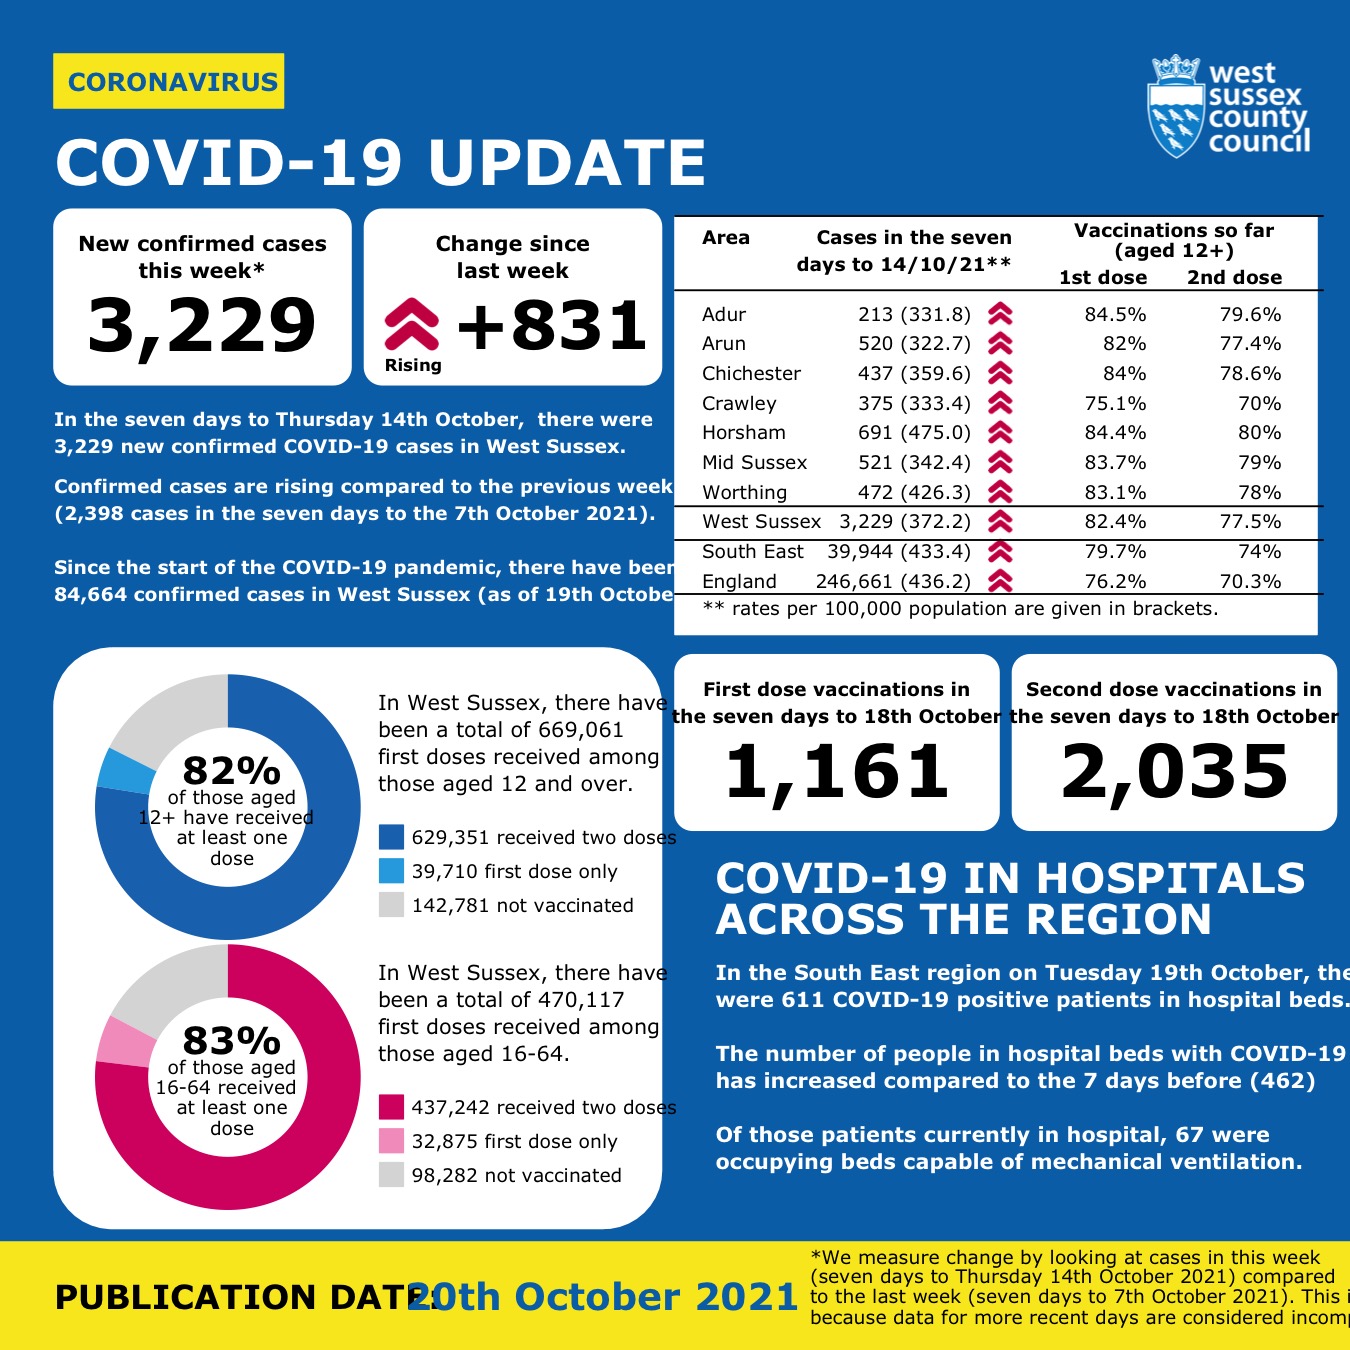 CORONAVIRUS
west
sussex
county
council
COVID-19 UPDATE
New confirmed cases
this week*
3,229
Change since
last week
+831
Rising
In the seven days to Thursday 14th October,  there were
3,229 new confirmed COVID-19 cases in West Sussex.
Confirmed cases are rising compared to the previous week
(2,398 cases in the seven days to the 7th October 2021).
Since the start of the COVID-19 pandemic, there have been
84,664 confirmed cases in West Sussex (as of 19th Octobe
Area Cases in the seven days to 14/10/21** Vaccinations so far (aged 12+)
1st dose 2nd dose
Adur 213 (331.8) 84.5% 79.6%
Arun 520 (322.7) 82% 77.4%
Chichester 437 (359.6) 84% 78.6%
Crawley 375 (333.4) 75.1% 70%
Horsham 691 (475.0) 84.4% 80%
Mid Sussex 521 (342.4) 83.7% 79%
Worthing 472 (426.3) 83.1% 78%
West Sussex 3,229 (372.2) 82.4% 77.5%
South East 39,944 (433.4) 79.7% 74%
England 246,661 (436.2) 76.2% 70.3%
** rates per 100,000 population are given in brackets.
82%
of those aged
12+ have received
at least one
dose
In West Sussex, there have
been a total of 669,061
first doses received among
those aged 12 and over.
629,351 received two doses
39,710 first dose only
142,781 not vaccinated
83%
of those aged
16-64 received
at least one
dose
In West Sussex, there have
been a total of 470,117
first doses received among
those aged 16-64.
437,242 received two doses
32,875 first dose only
98,282 not vaccinated
First dose vaccinations in
the seven days to 18th October
1,161
Second dose vaccinations in
the seven days to 18th October
2,035
COVID-19 IN HOSPITALS
ACROSS THE REGION
In the South East region on Tuesday 19th October, the
were 611 COVID-19 positive patients in hospital beds.
The number of people in hospital beds with COVID-19
has increased compared to the 7 days before (462)
Of those patients currently in hospital, 67 were
occupying beds capable of mechanical ventilation.
PUBLICATION DATE: 20th October 2021
*We measure change by looking at cases in this week
(seven days to Thursday 14th October 2021) compared
to the last week (seven days to 7th October 2021). This i
because data for more recent days are considered incomp